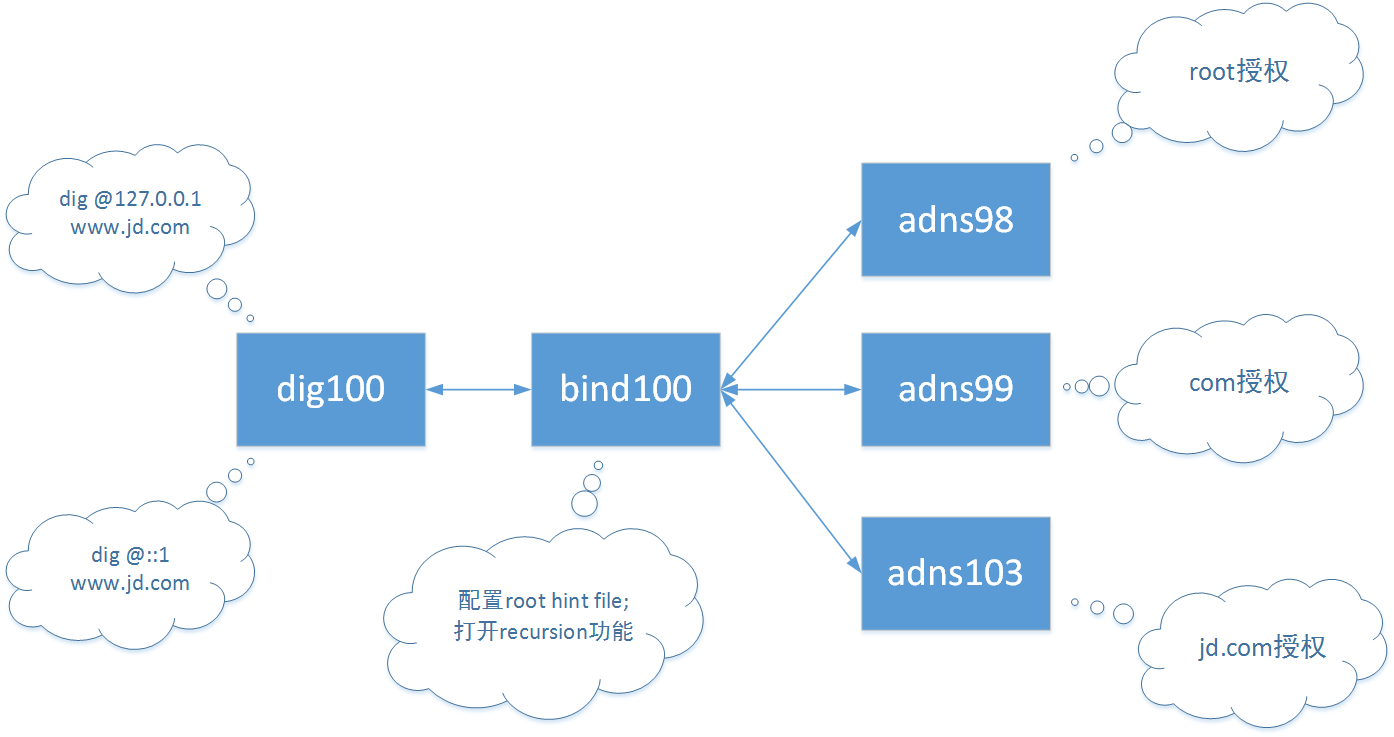 root授权
dig @127.0.0.1
www.jd.com
adns98
dig100
bind100
adns99
com授权
dig @::1
www.jd.com
配置root hint file;
打开recursion功能
adns103
jd.com授权